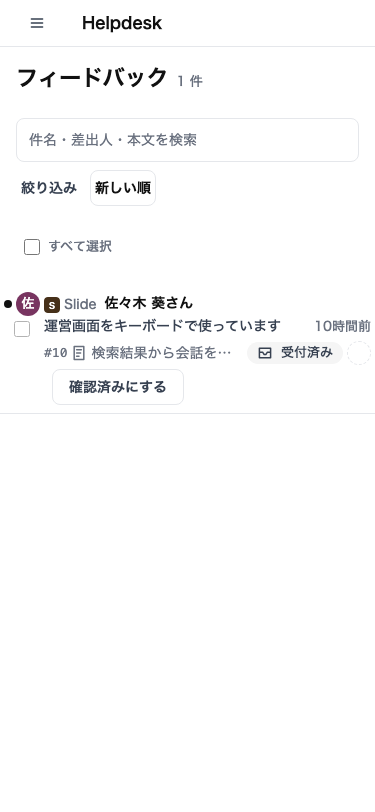 Helpdesk
フィードバック 1 件
件名・差出人・本文を検索
絞り込み 新しい順
すべて選択
佐 s Slide 佐々木 葵さん
運営画面をキーボードで使っています 10時間前
#10 検索結果から会話を… 受付済み
確認済みにする